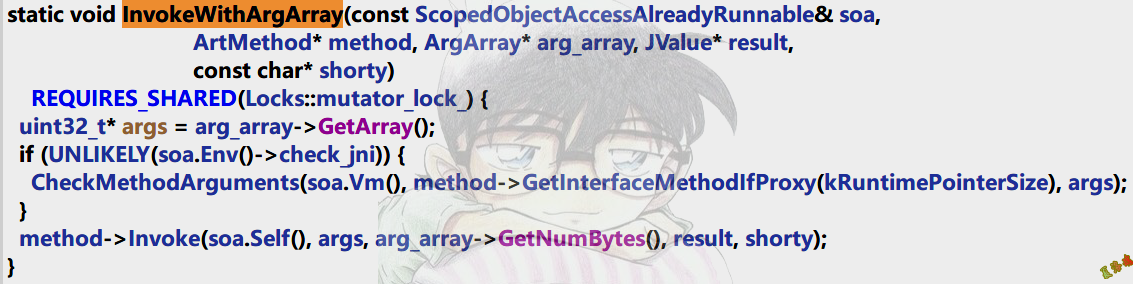 static void InvokeWithArgArray(const ScopedObjectAccessAlreadyRunnable& soa,
ArtMethod* method, ArgArray* arg_array, JValue* result,
const char* shorty)
REQUIRES_SHARED(Locks::mutator_lock_) {
uint32_t* args = arg_array->GetArray();
if (UNLIKELY(soa.Env()->check_jni)) {
CheckMethodArguments(soa.Vm(), method->GetInterfaceMethodIfProxy(kRuntimePointerSize), args);
}
method->Invoke(soa.Self(), args, arg_array->GetNumBytes(), result, shorty);
}